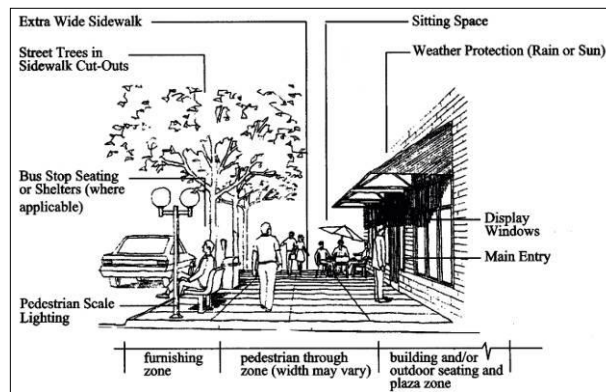 Extra Wide Sidewalk
Sitting Space
Street Trees in
Sidewalk Cut-Outs
Weather Protection (Rain or Sun)
Bus Stop Seating
or Shelters (where
applicable)
Display
Windows
Main Entry
Pedestrian Scale
Lighting
furnishing
zone
pedestrian through
zone (width may vary)
building and/or
outdoor seating and
plaza zone